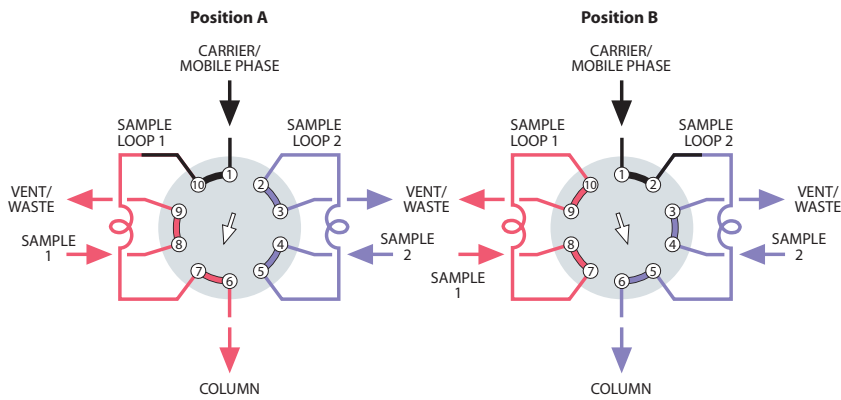 Position A
CARRIER/
MOBILE PHASE
SAMPLE
LOOP 1
SAMPLE
LOOP 2
1
10
2
9
3
8
4
7
5
6
VENT/
WASTE
VENT/
WASTE
SAMPLE
1
SAMPLE
2
COLUMN
Position B
CARRIER/
MOBILE PHASE
SAMPLE
LOOP 1
SAMPLE
LOOP 2
1
2
10
3
9
4
8
5
7
6
VENT/
WASTE
VENT/
WASTE
SAMPLE
1
SAMPLE
2
COLUMN